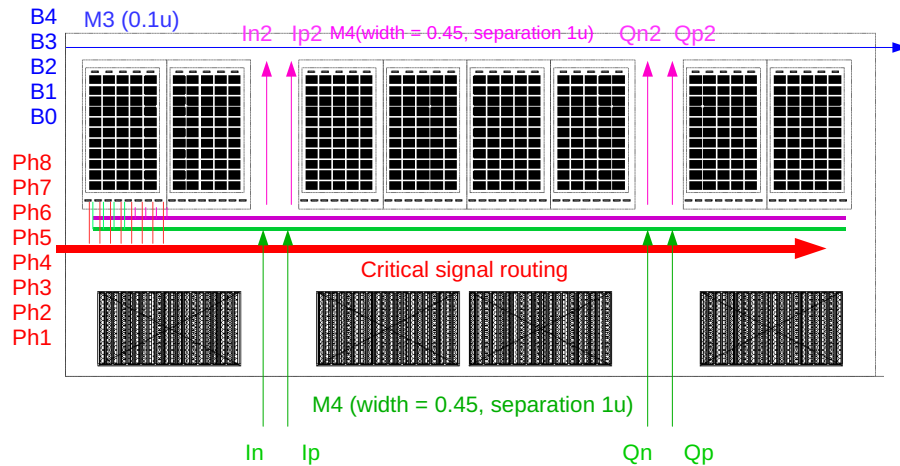 B4
M3 (0.1u)
In2 Ip2 M4(width = 0.45, separation 1u) Qn2 Qp2
B3
B2
B1
B0
Ph8
Ph7
Ph6
Ph5
Ph4
Critical signal routing
Ph3
Ph2
Ph1
M4 (width = 0.45, separation 1u)
In Ip Qn Qp